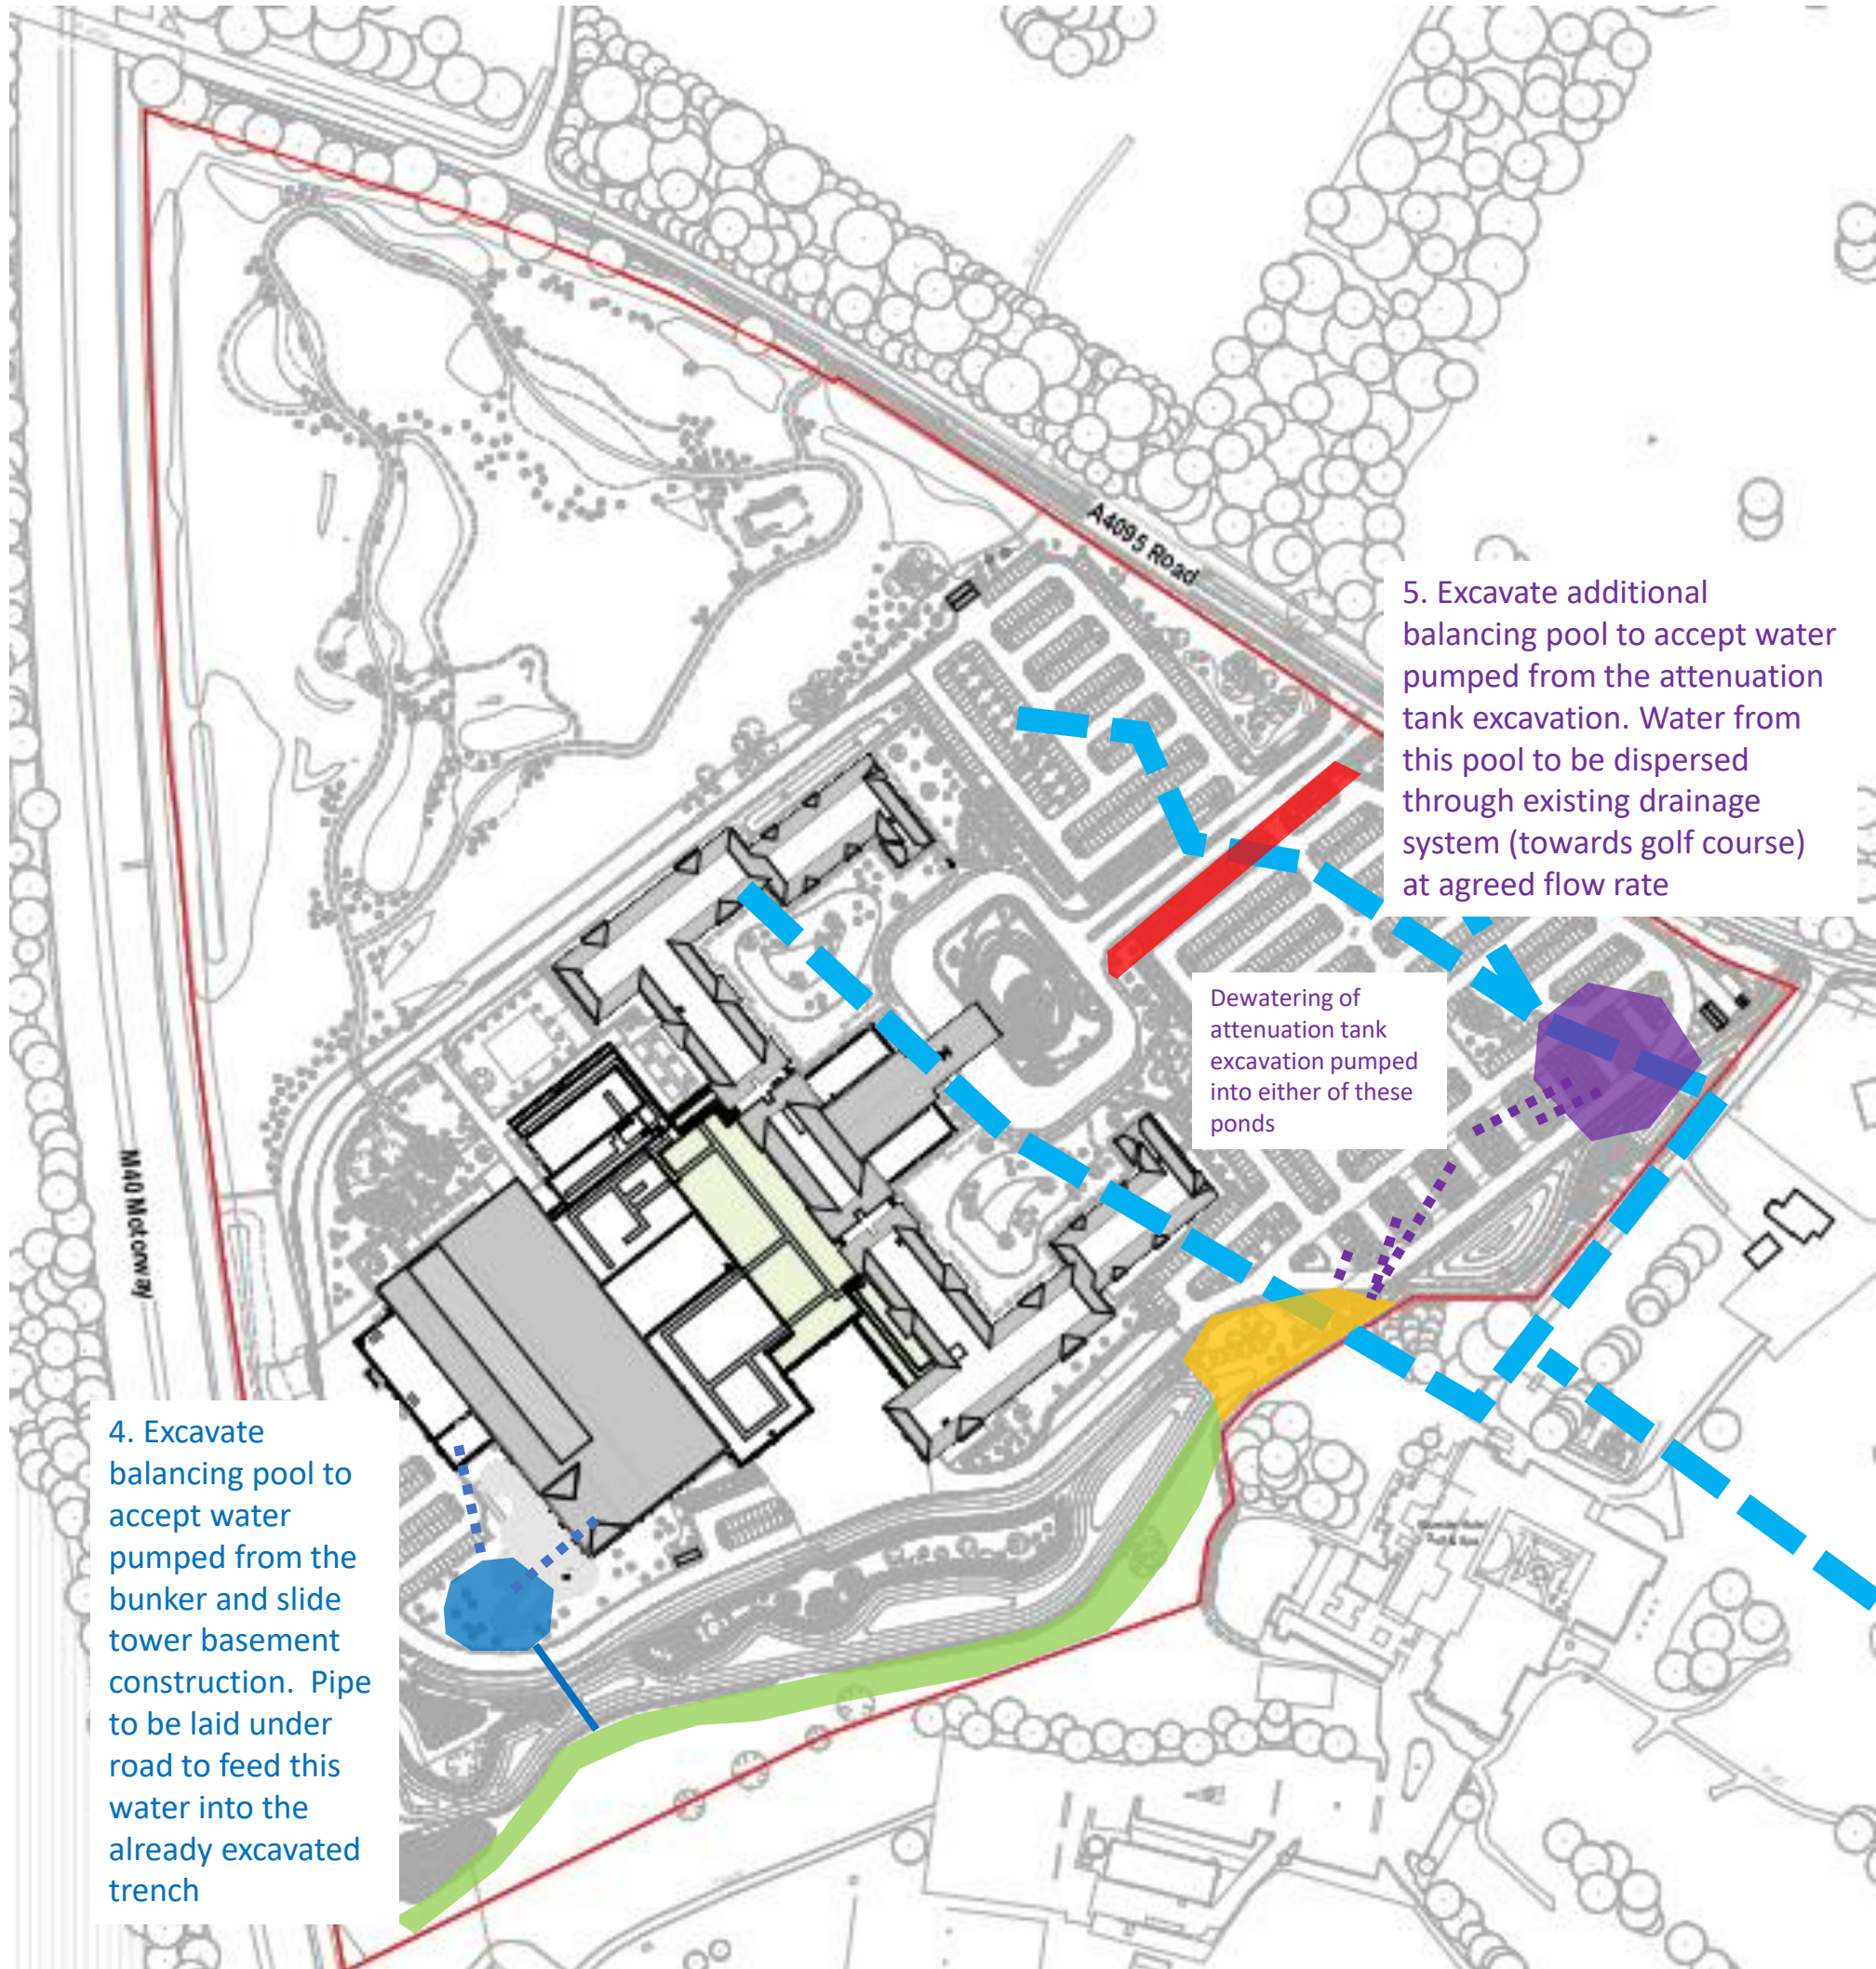 A4095 Road
5. Excavate additional
balancing pool to accept water
pumped from the attenuation
tank excavation. Water from
this pool to be dispersed
through existing drainage
system (towards golf course)
at agreed flow rate
Dewatering of
attenuation tank
excavation pumped
into either of these
ponds
M40 Motorway
4. Excavate
balancing pool to
accept water
pumped from the
bunker and slide
tower basement
construction. Pipe
to be laid under
road to feed this
water into the
already excavated
trench